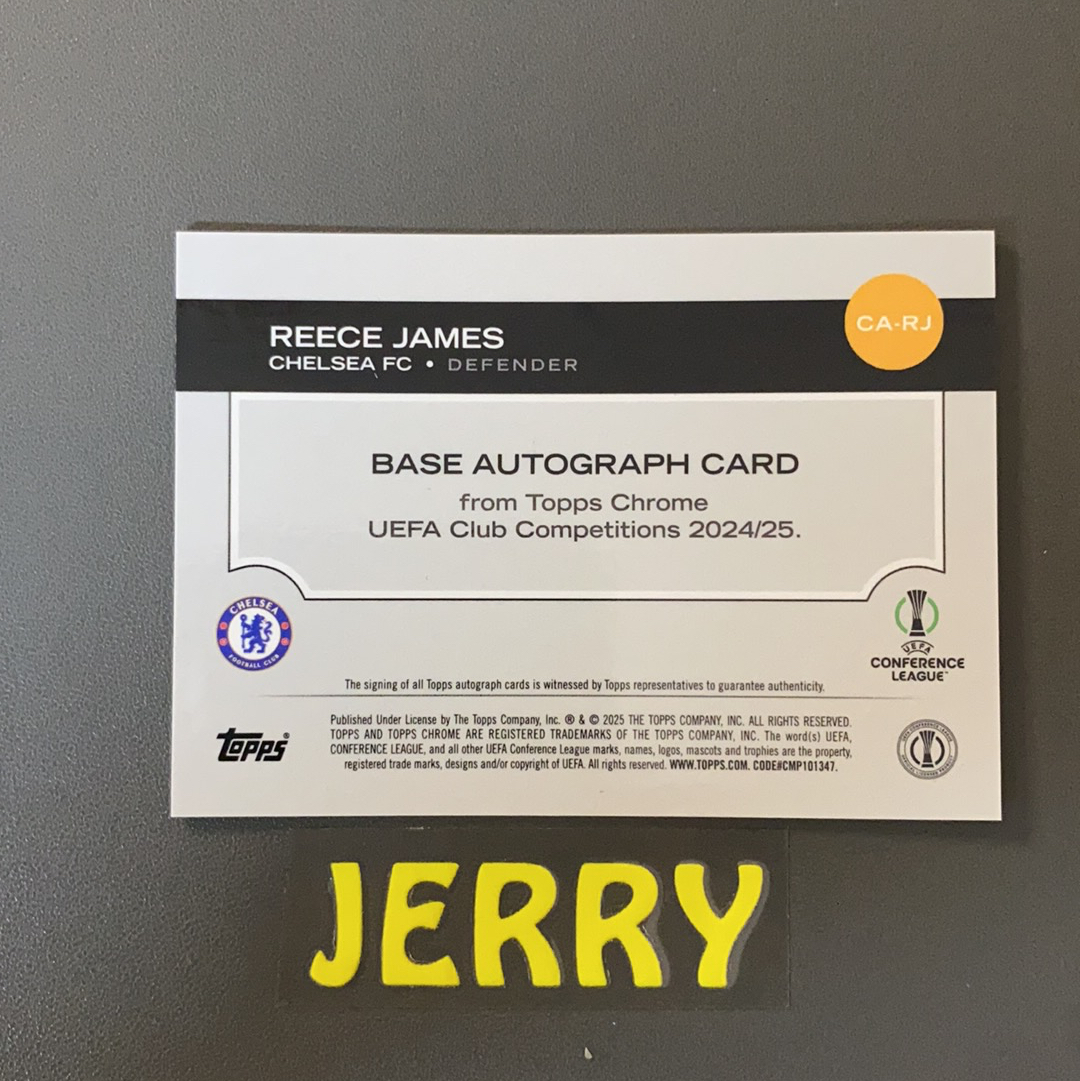 REECE JAMES
CA-RJ
CHELSEA FC • DEFENDER
BASE AUTOGRAPH CARD
from Topps Chrome
UEFA Club Competitions 2024/25.
CHELSEA
FOOTBALL CLUB
UEFA
CONFERENCE
LEAGUE™
The signing of all Topps autograph cards is witnessed by Topps representatives to guarantee authenticity.
topps®
Published Under License by The Topps Company, Inc. ® & © 2025 THE TOPPS COMPANY, INC. ALL RIGHTS RESERVED.
TOPPS AND TOPPS CHROME ARE REGISTERED TRADEMARKS OF THE TOPPS COMPANY, INC. The word(s) UEFA,
CONFERENCE LEAGUE, and all other UEFA Conference League marks, names, logos, mascots and trophies are the property,
registered trade marks, designs and/or copyright of UEFA. All rights reserved. WWW.TOPPS.COM. CODE#CMP101347.
JERRY